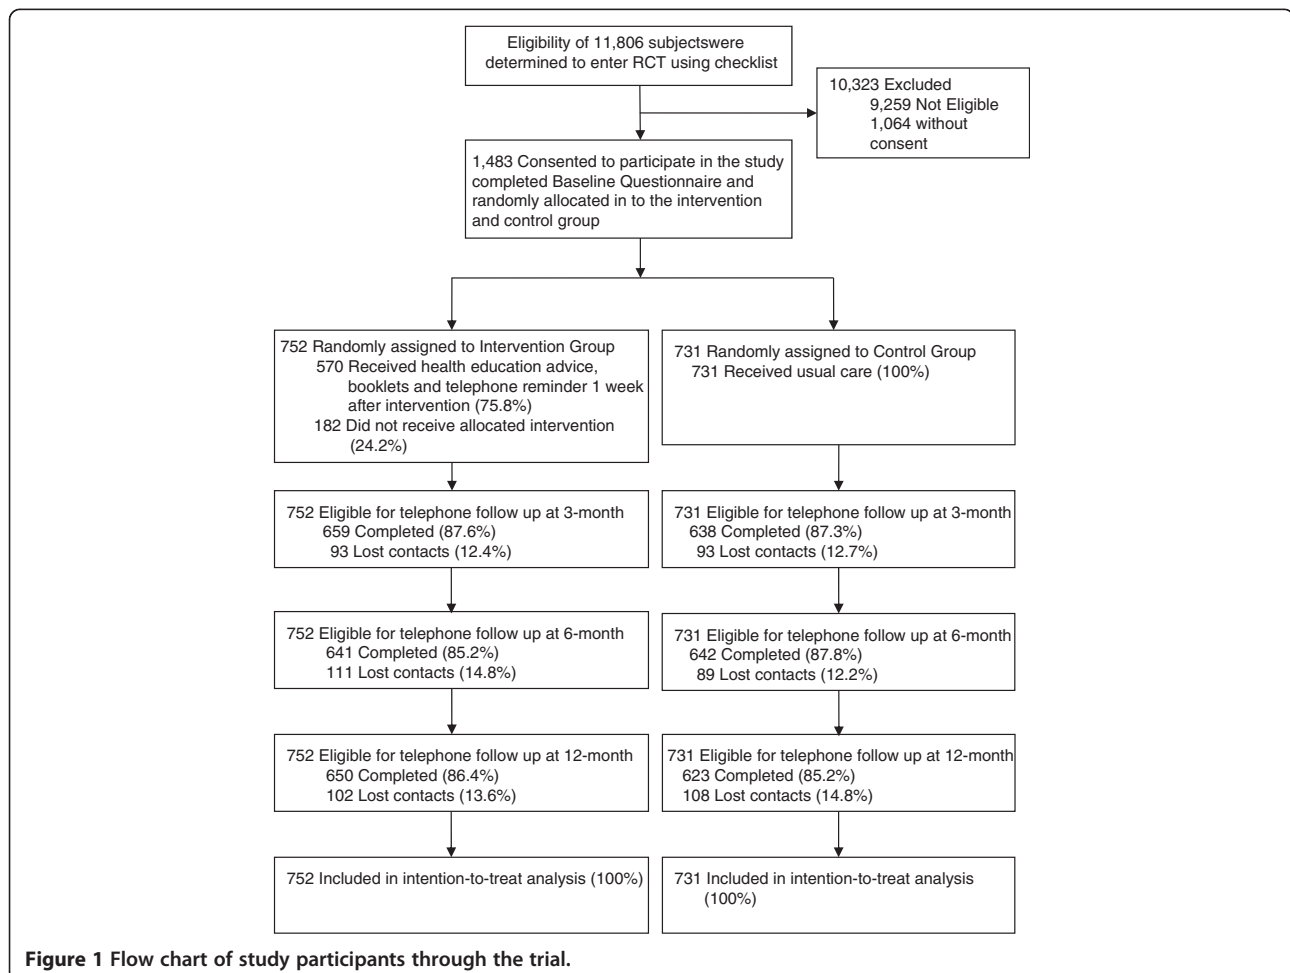 Eligibility of 11,806 subjectswere
determined to enter RCT using checklist
10,323 Excluded
9,259 Not Eligible
1,064 without
consent
1,483 Consented to participate in the study
completed Baseline Questionnaire and
randomly allocated in to the intervention
and control group
752 Randomly assigned to Intervention Group
570 Received health education advice,
booklets and telephone reminder 1 week
after intervention (75.8%)
182 Did not receive allocated intervention
(24.2%)
731 Randomly assigned to Control Group
731 Received usual care (100%)
752 Eligible for telephone follow up at 3-month
659 Completed (87.6%)
93 Lost contacts (12.4%)
731 Eligible for telephone follow up at 3-month
638 Completed (87.3%)
93 Lost contacts (12.7%)
752 Eligible for telephone follow up at 6-month
641 Completed (85.2%)
111 Lost contacts (14.8%)
731 Eligible for telephone follow up at 6-month
642 Completed (87.8%)
89 Lost contacts (12.2%)
752 Eligible for telephone follow up at 12-month
650 Completed (86.4%)
102 Lost contacts (13.6%)
731 Eligible for telephone follow up at 12-month
623 Completed (85.2%)
108 Lost contacts (14.8%)
752 Included in intention-to-treat analysis (100%)
731 Included in intention-to-treat analysis
(100%)
Figure 1 Flow chart of study participants through the trial.